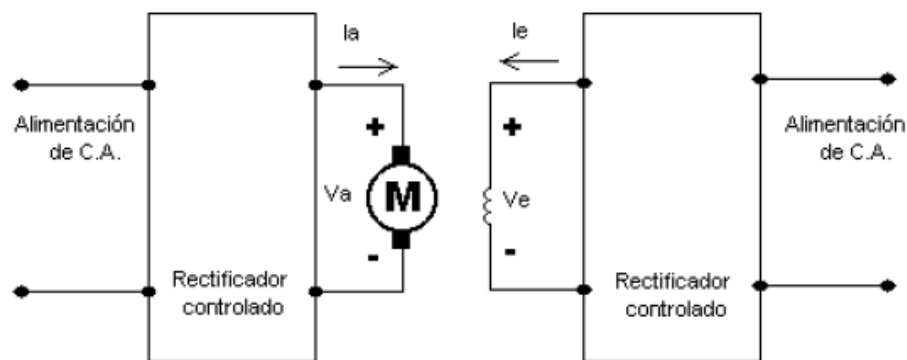 Ia
Ie
Alimentación
de C.A.
+
+
Alimentación
de C.A.
Va
M
Ve
-
-
Rectificador
controlado
Rectificador
controlado